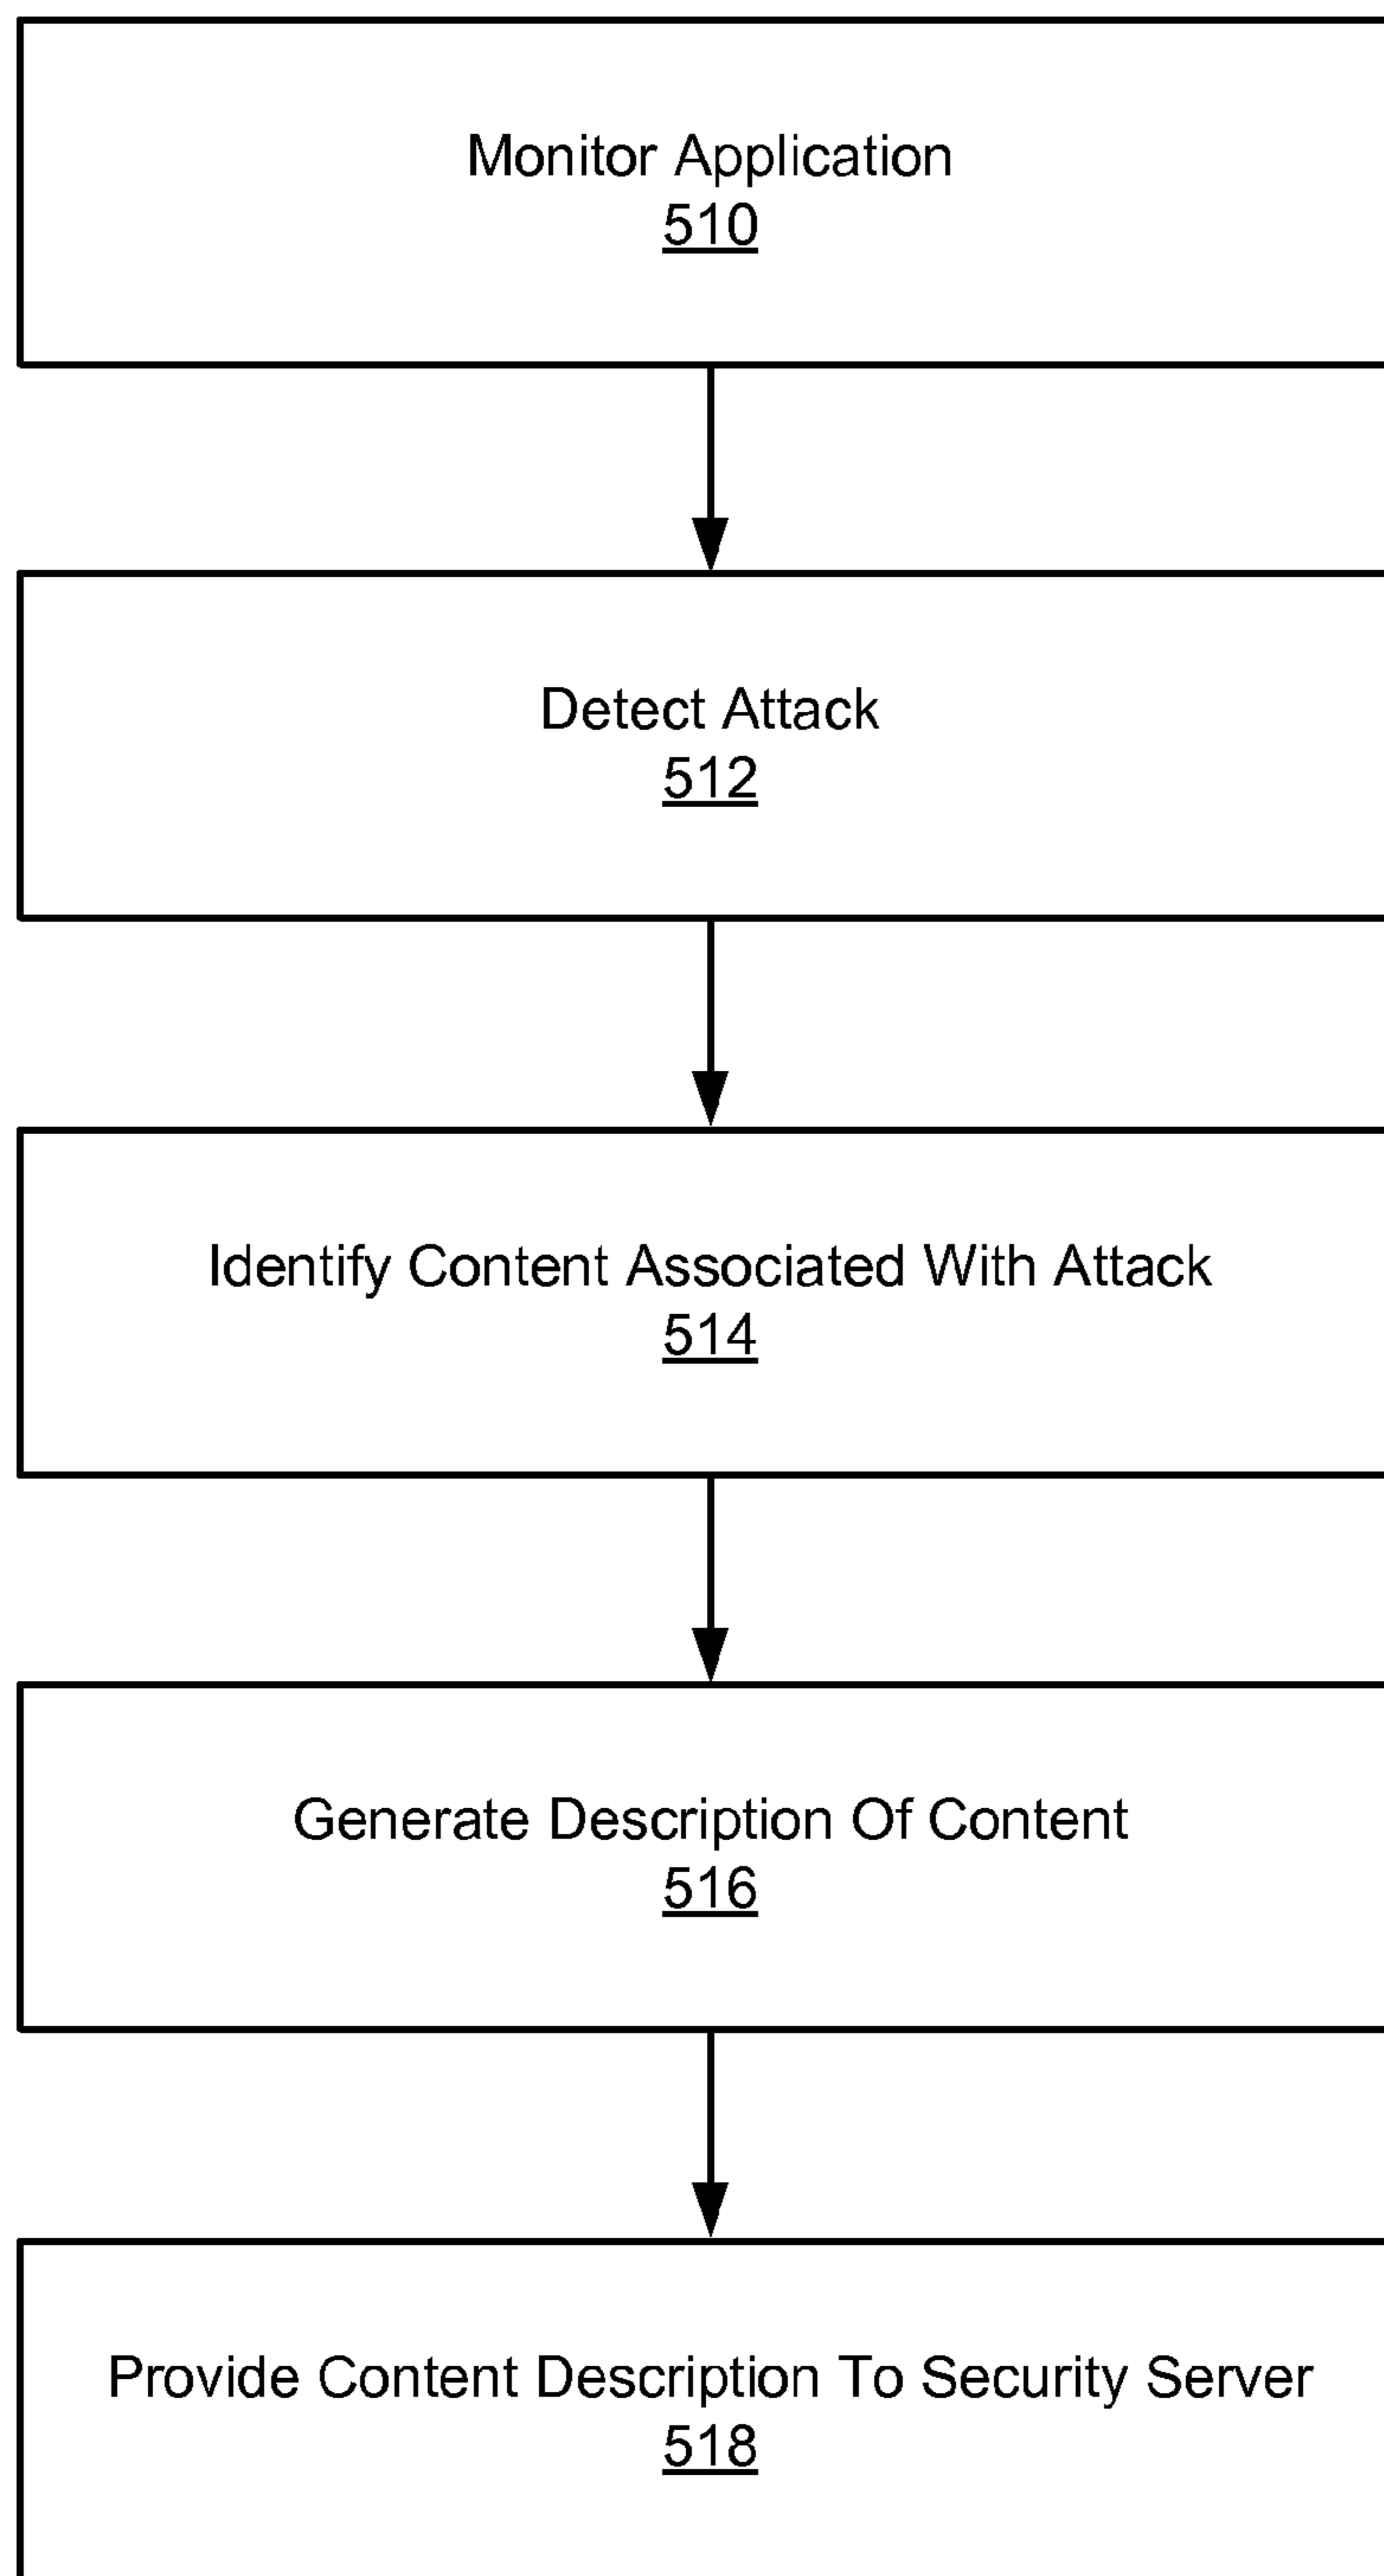 Monitor Application
510
Detect Attack
512
Identify Content Associated With Attack
514
Generate Description Of Content
516
Provide Content Description To Security Server
518